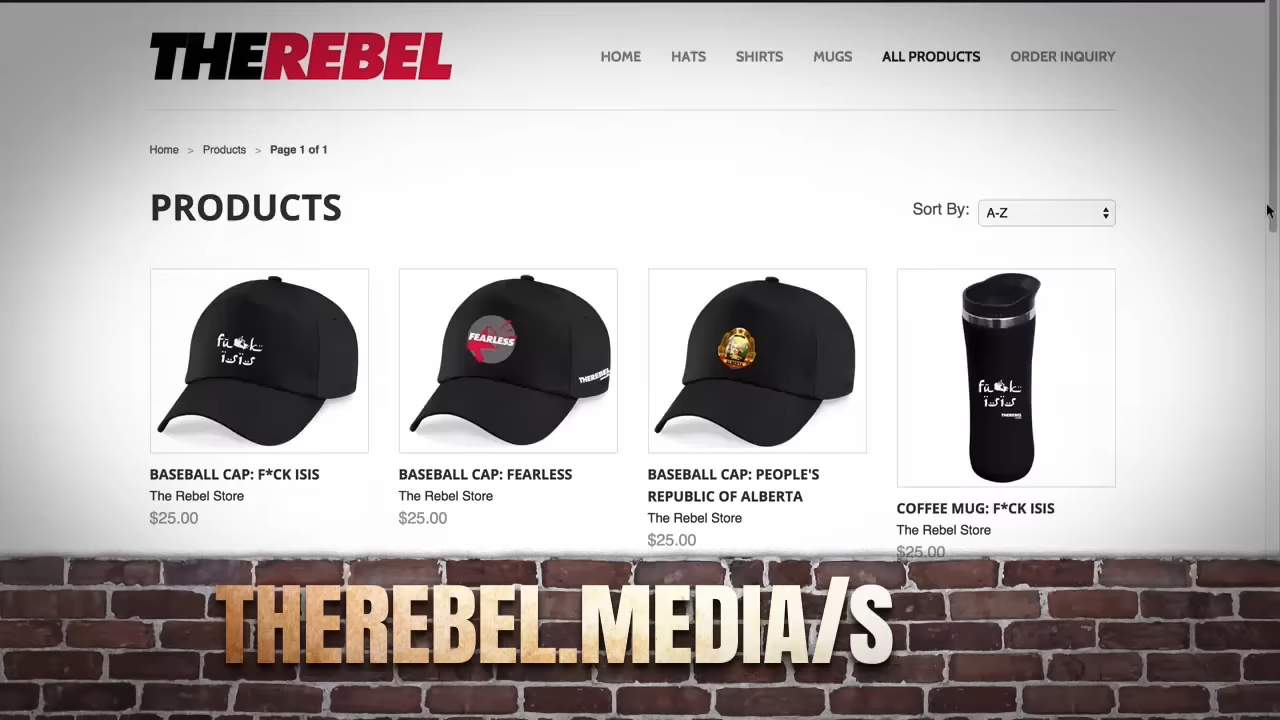 THEREBEL
HOME HATS SHIRTS MUGS ALL PRODUCTS ORDER INQUIRY
Home > Products > Page 1 of 1
PRODUCTS
Sort By: A-Z
FEARLESS
THEREBEL
BASEBALL CAP: F*CK ISIS
The Rebel Store
$25.00
BASEBALL CAP: FEARLESS
The Rebel Store
$25.00
BASEBALL CAP: PEOPLE'S
REPUBLIC OF ALBERTA
The Rebel Store
$25.00
COFFEE MUG: F*CK ISIS
The Rebel Store
$25.00
THEREBEL.MEDIA/S